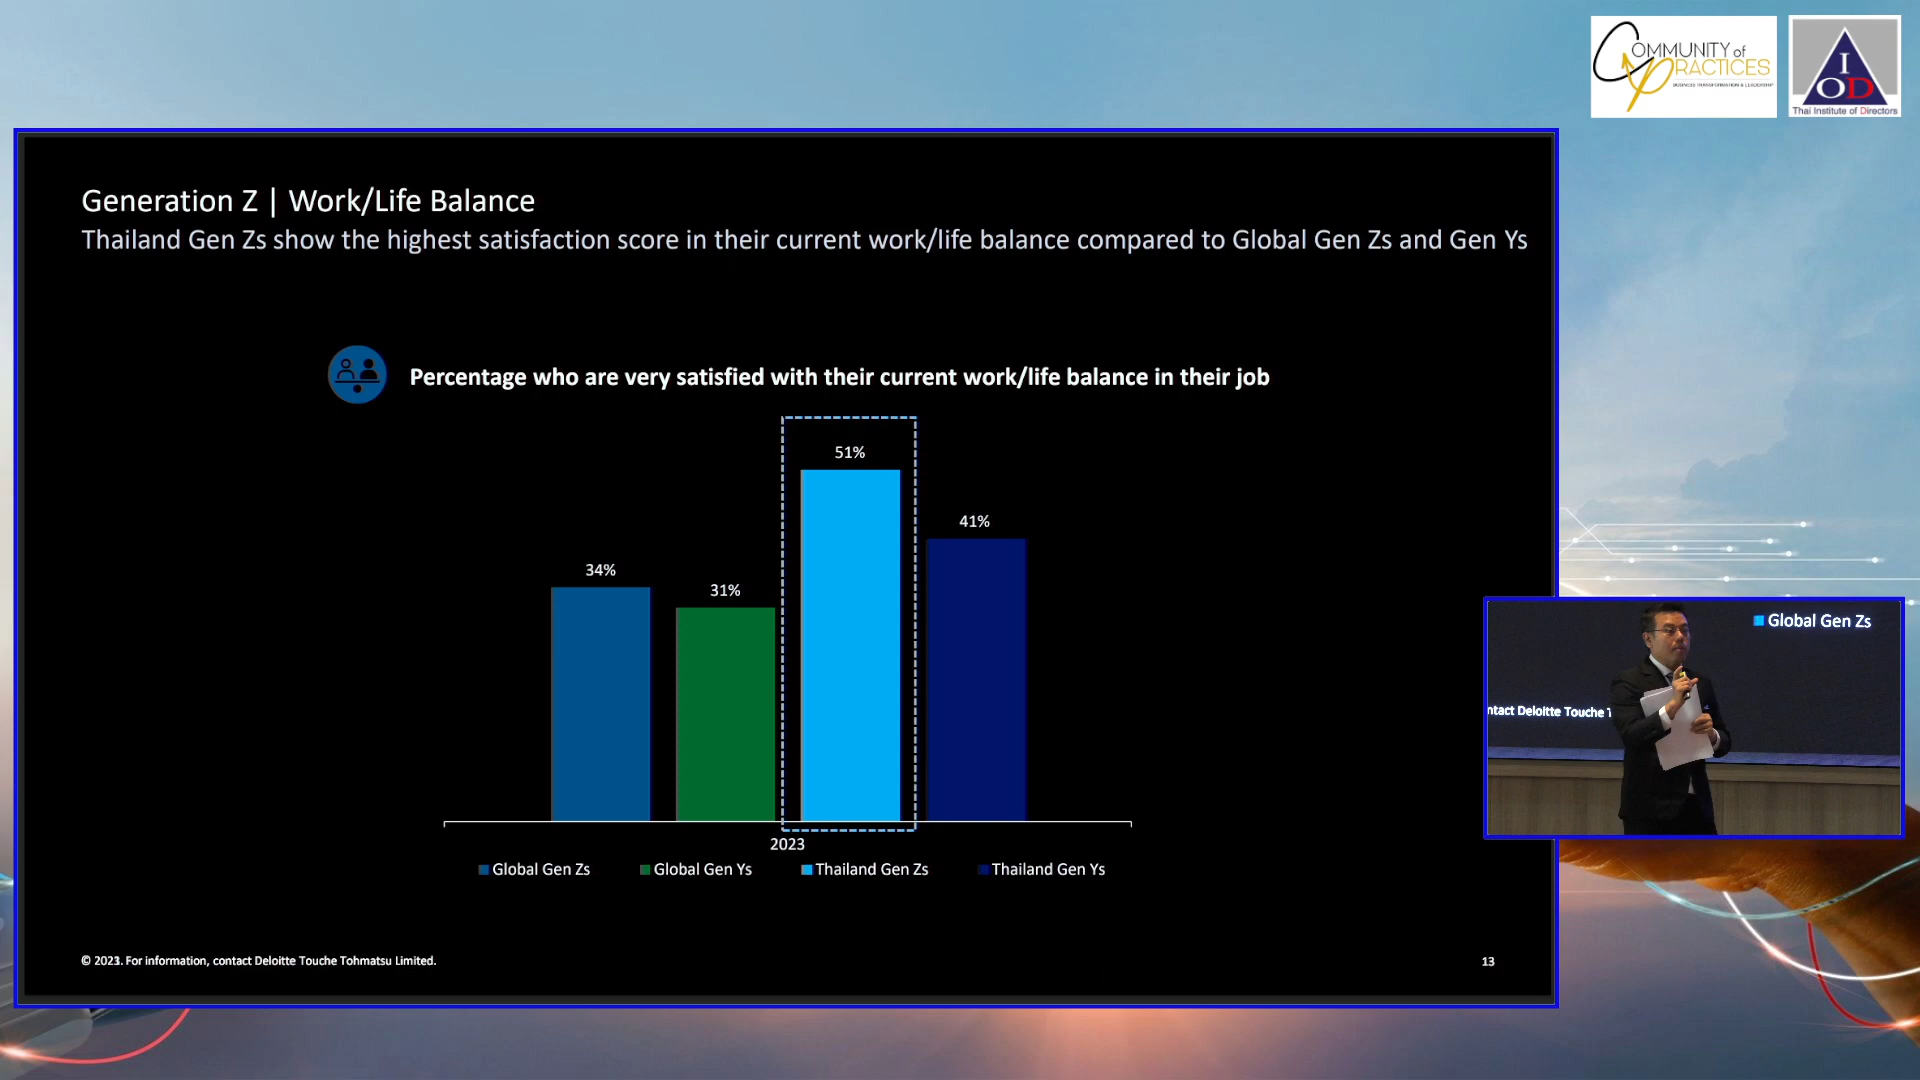 COMMUNITY of
PRACTICES
BUSINESS TRANSFORMATION & LEADERSHIP
I
OD
Thai Institute of Directors
Generation Z | Work/Life Balance
Thailand Gen Zs show the highest satisfaction score in their current work/life balance compared to Global Gen Zs and Gen Ys
Percentage who are very satisfied with their current work/life balance in their job
51%
41%
34%
31%
2023
Global Gen Zs
Global Gen Ys
Thailand Gen Zs
Thailand Gen Ys
Global Gen Zs
ntact Deloitte Touche T
© 2023. For information, contact Deloitte Touche Tohmatsu Limited.
13